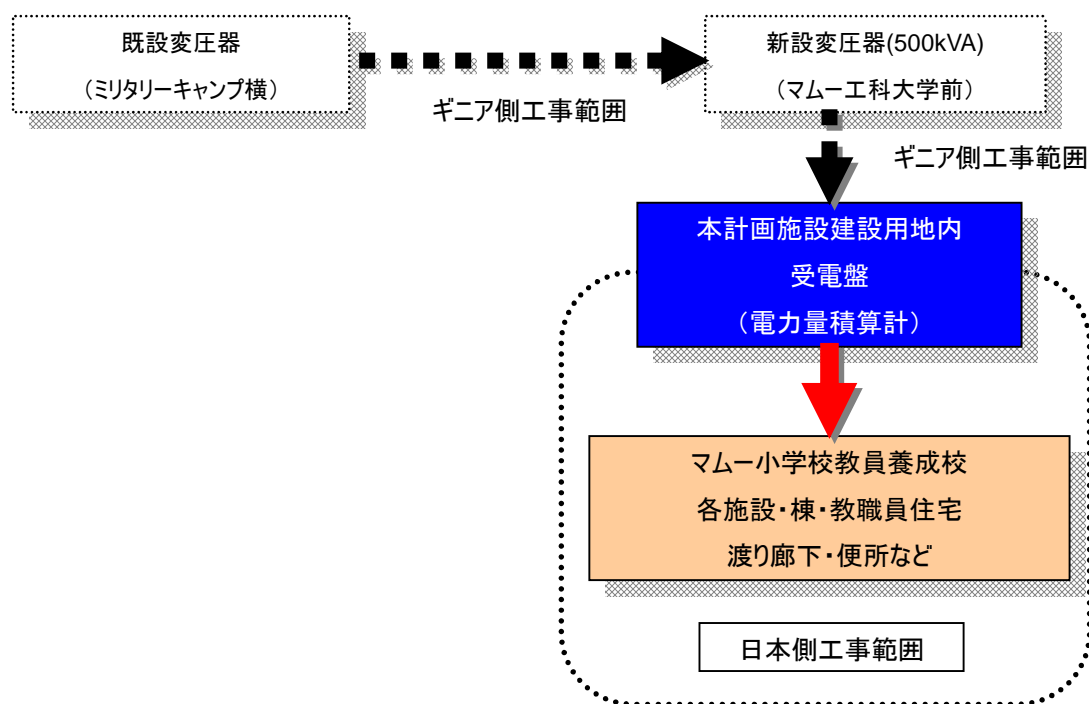 既設変圧器
（ミリタリーキャンプ横）
ギニア側工事範囲
新設変圧器(500kVA)
（マムー工科大学前）
ギニア側工事範囲
本計画施設建設用地内
受電盤
（電力量積算計）
マムー小学校教員養成校
各施設・棟・教職員住宅
渡り廊下・便所など
日本側工事範囲